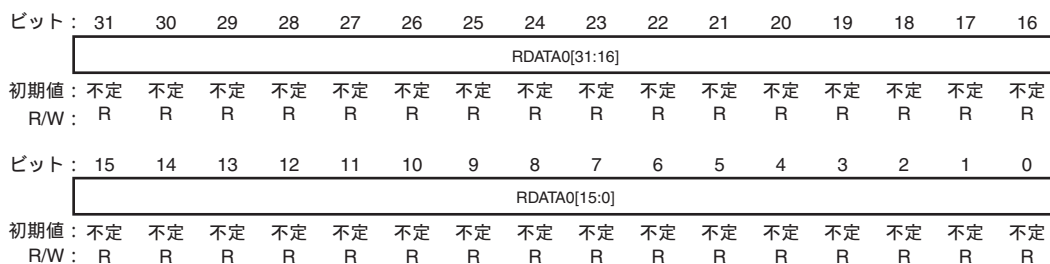 ビット： 31 30 29 28 27 26 25 24 23 22 21 20 19 18 17 16
RDATA0[31:16]
初期値：不定 不定 不定 不定 不定 不定 不定 不定 不定 不定 不定 不定 不定 不定 不定 不定
R/W： R R R R R R R R R R R R R R R R
ビット： 15 14 13 12 11 10 9 8 7 6 5 4 3 2 1 0
RDATA0[15:0]
初期値：不定 不定 不定 不定 不定 不定 不定 不定 不定 不定 不定 不定 不定 不定 不定 不定
R/W： R R R R R R R R R R R R R R R R